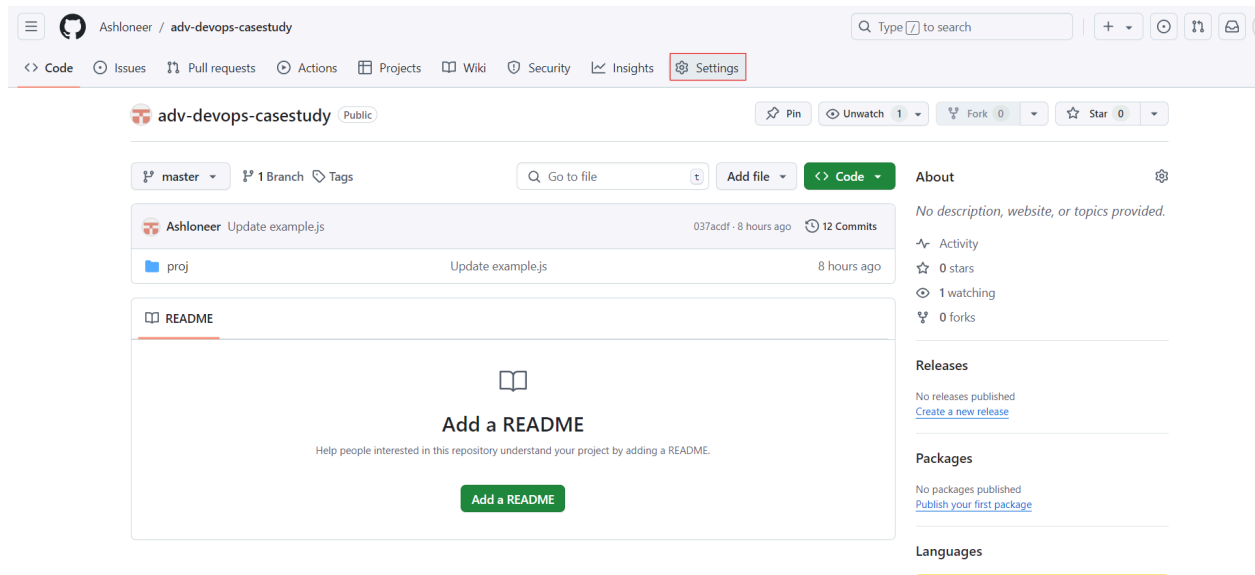 Ashloneer / adv-devops-casestudy Type / to search
Code Issues Pull requests Actions Projects Wiki Security Insights Settings
adv-devops-casestudy Public Pin Unwatch 1 Fork 0 Star 0
master 1 Branch Tags Go to file t Add file Code
Ashloneer Update example.js 037acdf · 8 hours ago 12 Commits
proj Update example.js 8 hours ago
README
Add a README
Help people interested in this repository understand your project by adding a README.
Add a README
About
No description, website, or topics provided.
Activity
0 stars
1 watching
0 forks
Releases
No releases published
Create a new release
Packages
No packages published
Publish your first package
Languages